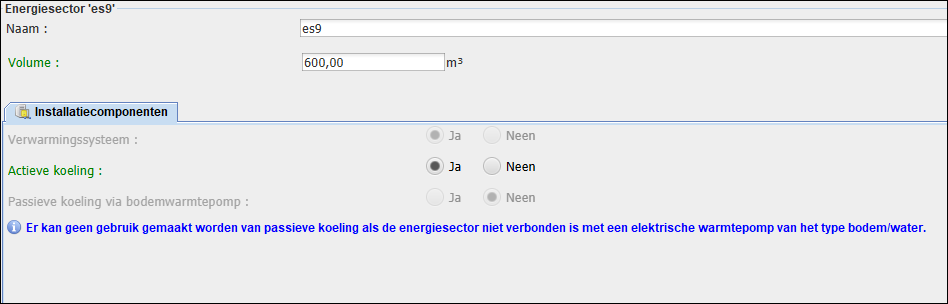 Energiesector 'es9'
Naam : es9
Volume : 600,00 m³
Installatiecomponenten
Verwarmingssysteem : Ja Neen
Actieve koeling : Ja Neen
Passieve koeling via bodemwarmtepomp : Ja Neen
Er kan geen gebruik gemaakt worden van passieve koeling als de energiesector niet verbonden is met een elektrische warmtepomp van het type bodem/water.